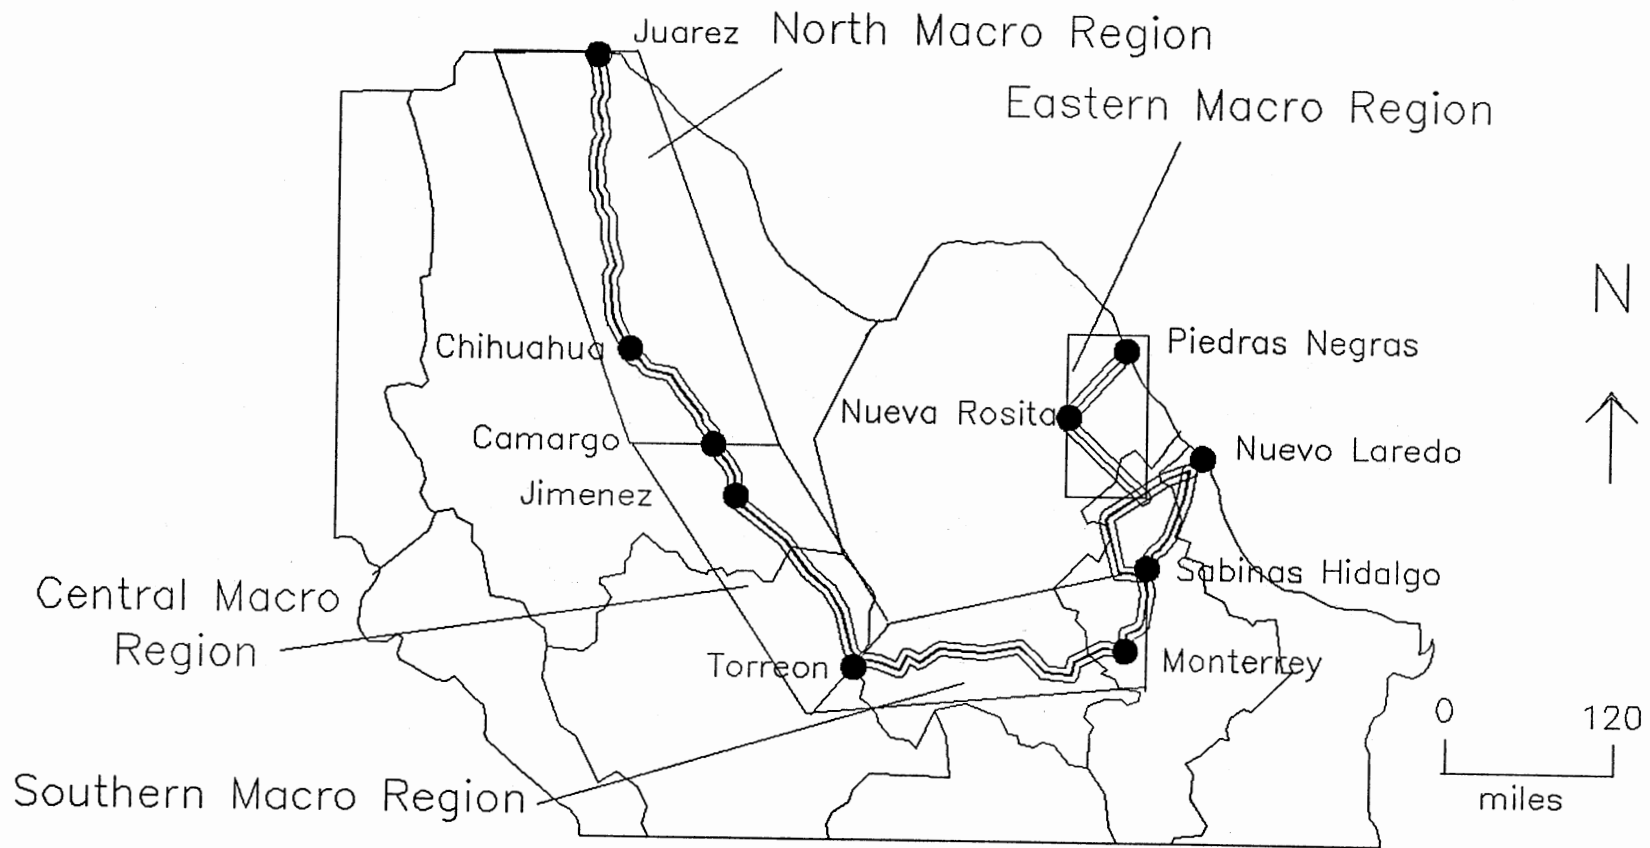 Juarez
North Macro Region
Eastern Macro Region
N
Chihuahua
Piedras Negras
Nueva Rosita
Camargo
Nuevo Laredo
Jimenez
Sabinas Hidalgo
Central Macro
Region
Torreon
Monterrey
0 120
miles
Southern Macro Region